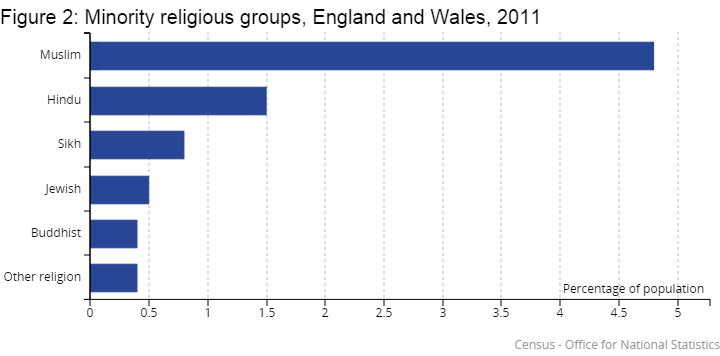 Figure 2: Minority religious groups, England and Wales, 2011
Muslim
Hindu
Sikh
Jewish
Buddhist
Other religion
Percentage of population
0 0.5 1 1.5 2 2.5 3 3.5 4 4.5 5
Census - Office for National Statistics